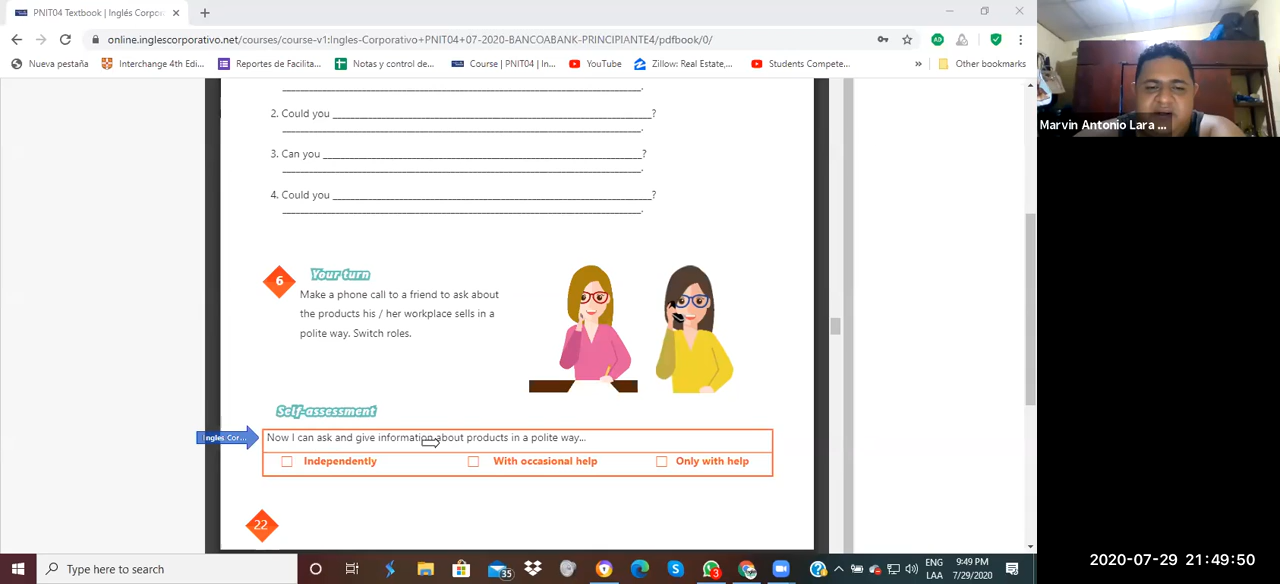 PNIT04 Textbook | Inglés Corpor
online.inglescorporativo.net/courses/course-v1:Ingles-Corporativo+PNIT04+07-2020-BANCOABANK-PRINCIPIANTE4/pdfbook/0/
Nueva pestaña
Interchange 4th Edi...
Reportes de Facilita...
Notas y control de...
Course | PNIT04 | In...
YouTube
Zillow: Real Estate,...
Students Compete...
»
Other bookmarks
Marvin Antonio Lara ...
2. Could you ______?
3. Can you ______?
4. Could you ______?
6
Your turn
Make a phone call to a friend to ask about
the products his / her workplace sells in a
polite way. Switch roles.
Self-assessment
Ingles Cor...
Now I can ask and give information about products in a polite way...
Independently
With occasional help
Only with help
22
Type here to search
35
3
ENG
LAA
9:49 PM
7/29/2020
2020-07-29 21:49:50